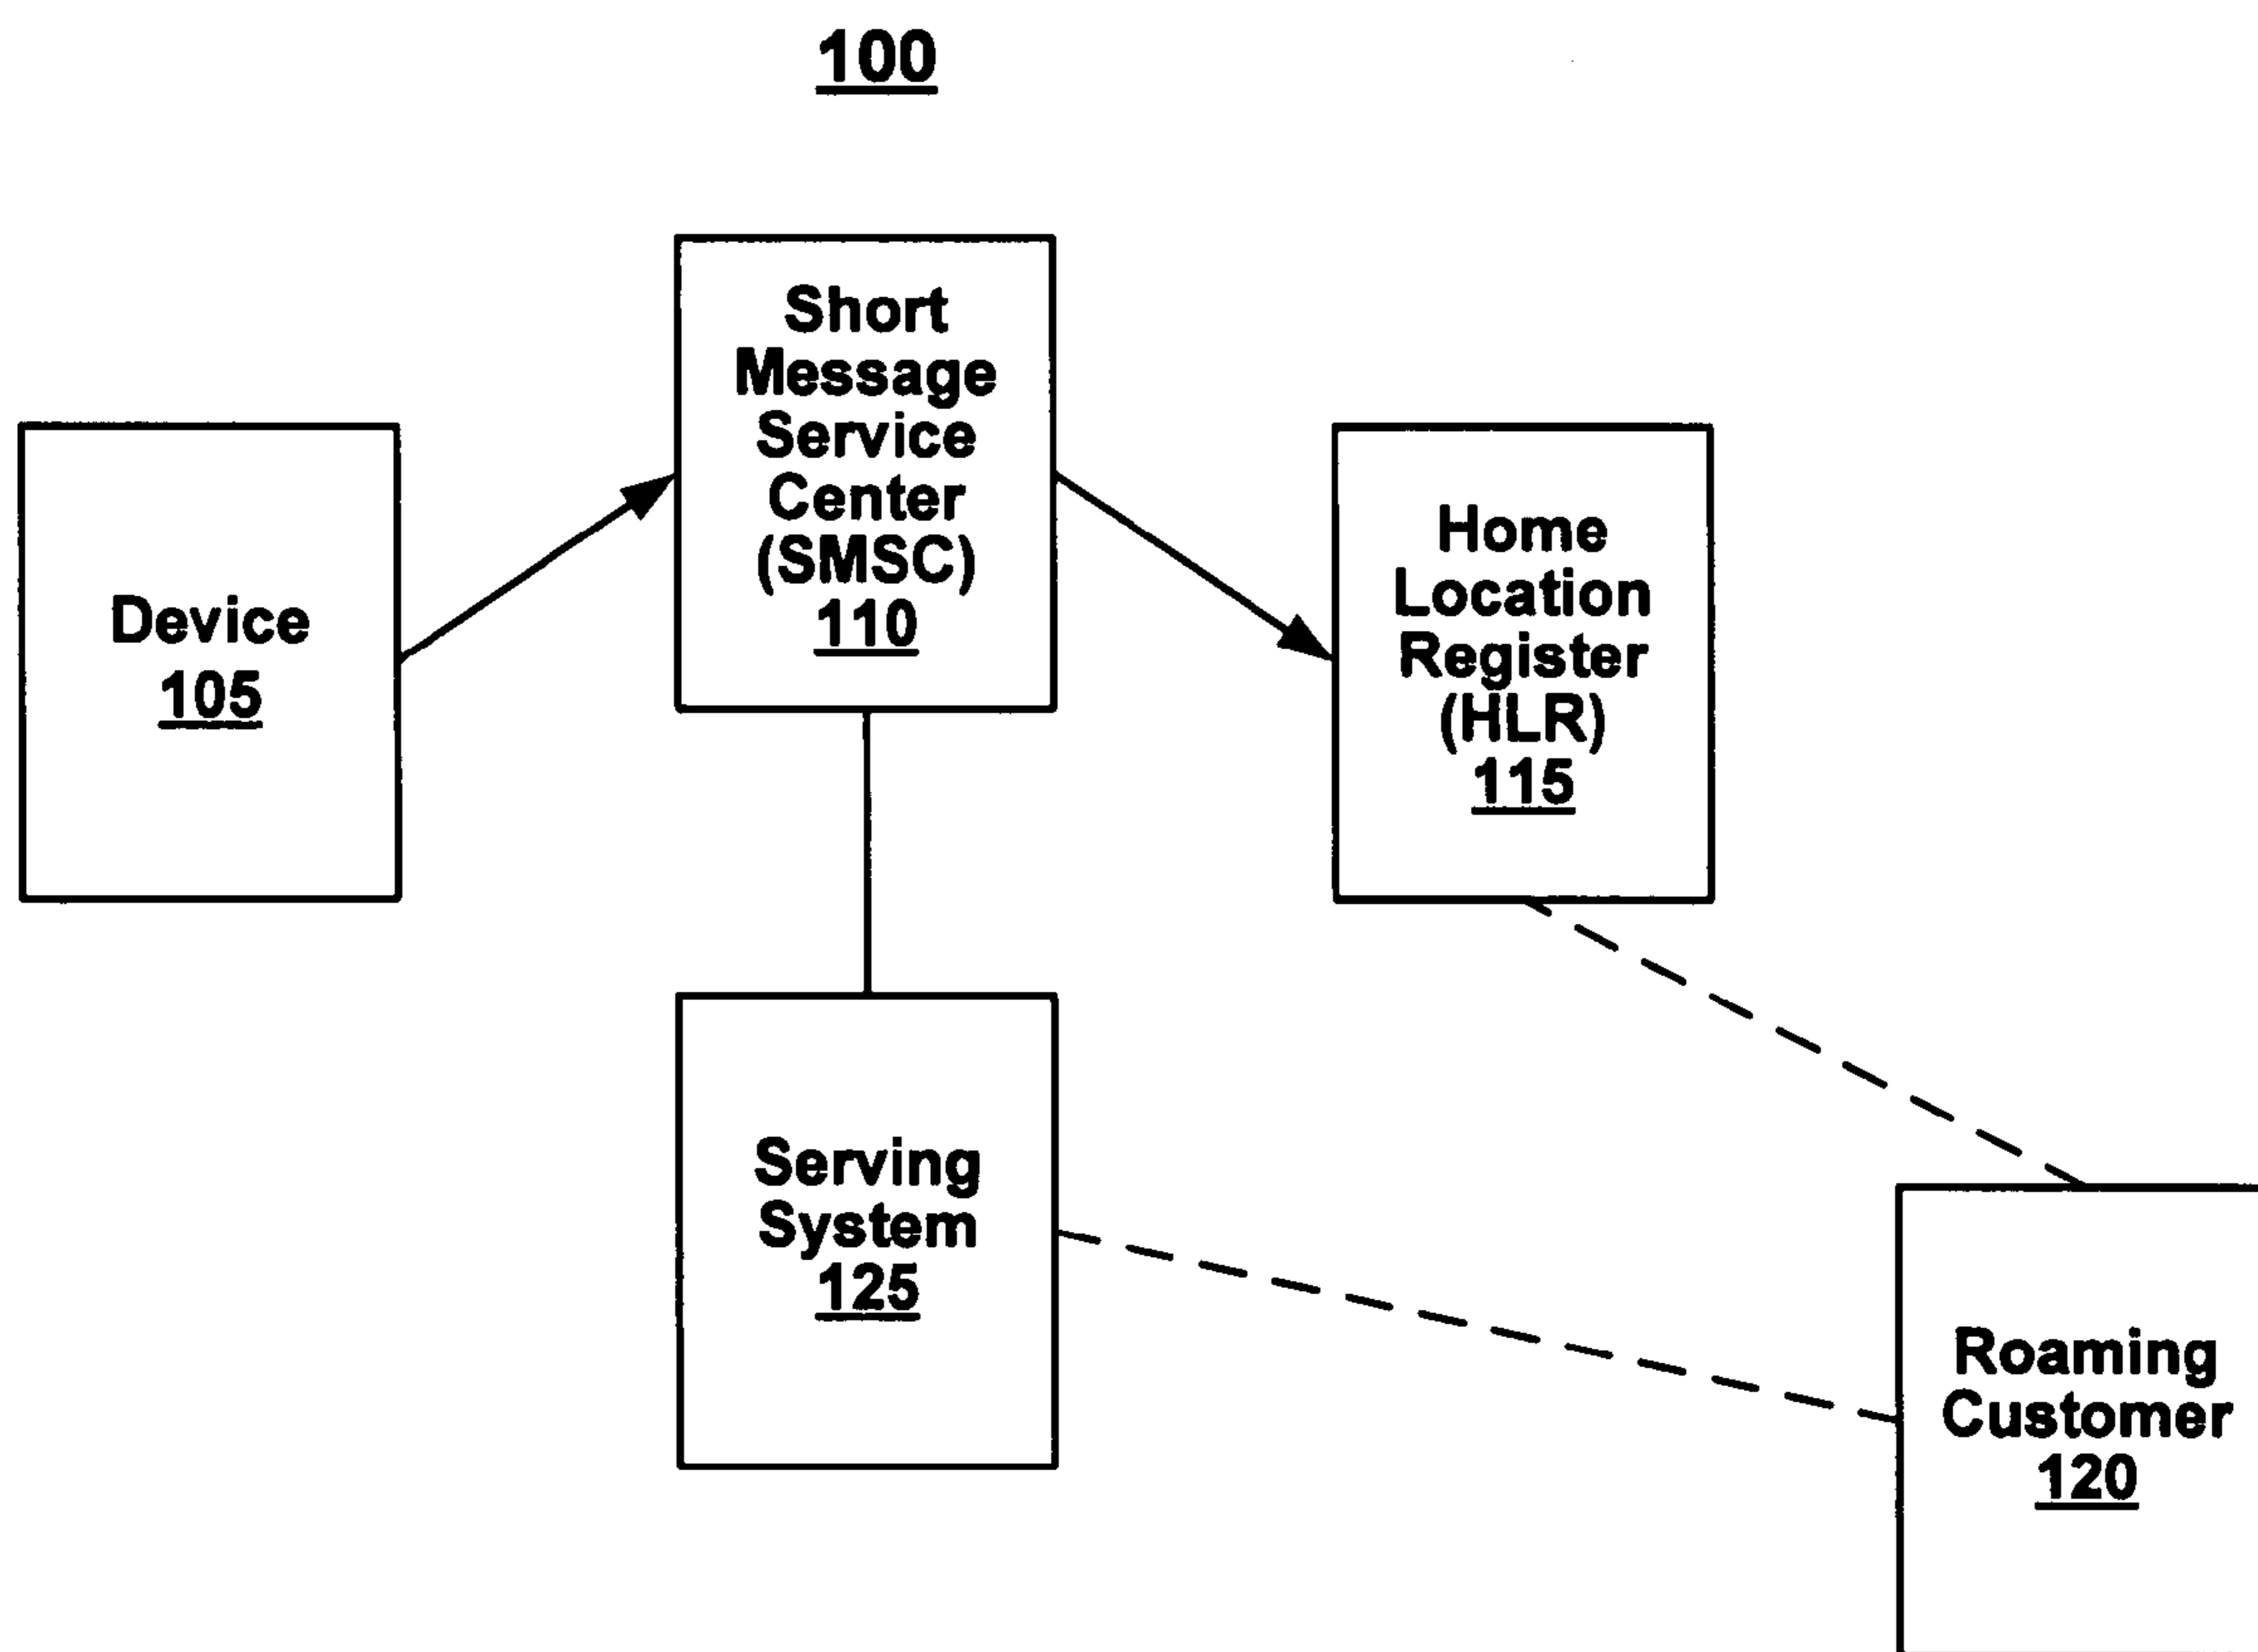 100
Short
Message
Service
Center
(SMSC)
110
Device
105
Home
Location
Register
(HLR)
115
Serving
System
125
Roaming
Customer
120